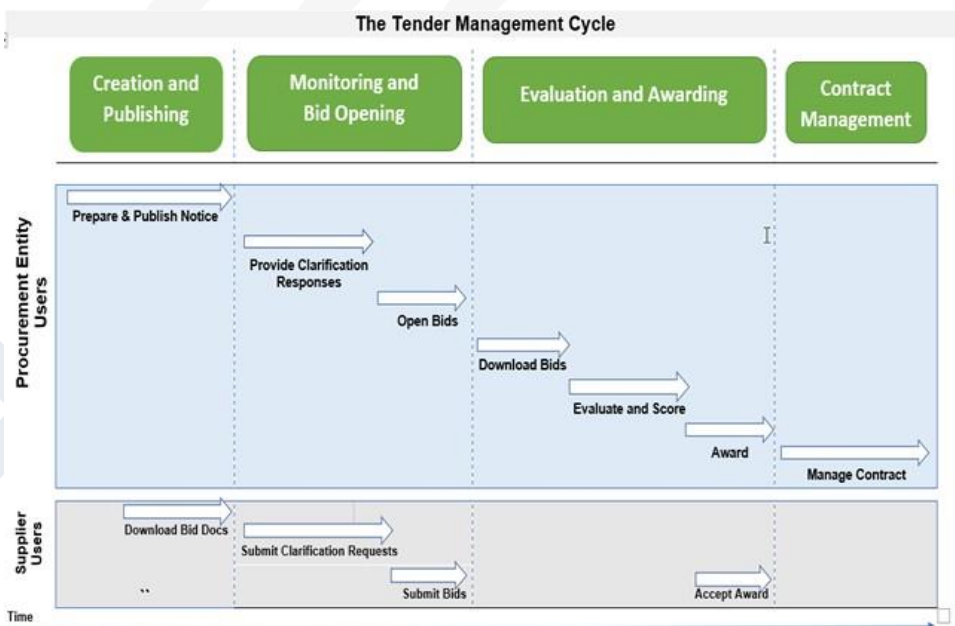 The Tender Management Cycle
Creation and
Publishing
Monitoring and
Bid Opening
Evaluation and Awarding
Contract
Management
Procurement Entity
Users
Prepare & Publish Notice
Provide Clarification
Responses
Open Bids
Download Bids
Evaluate and Score
Award
Manage Contract
Supplier
Users
Download Bid Docs
Submit Clarification Requests
Submit Bids
Accept Award
Time